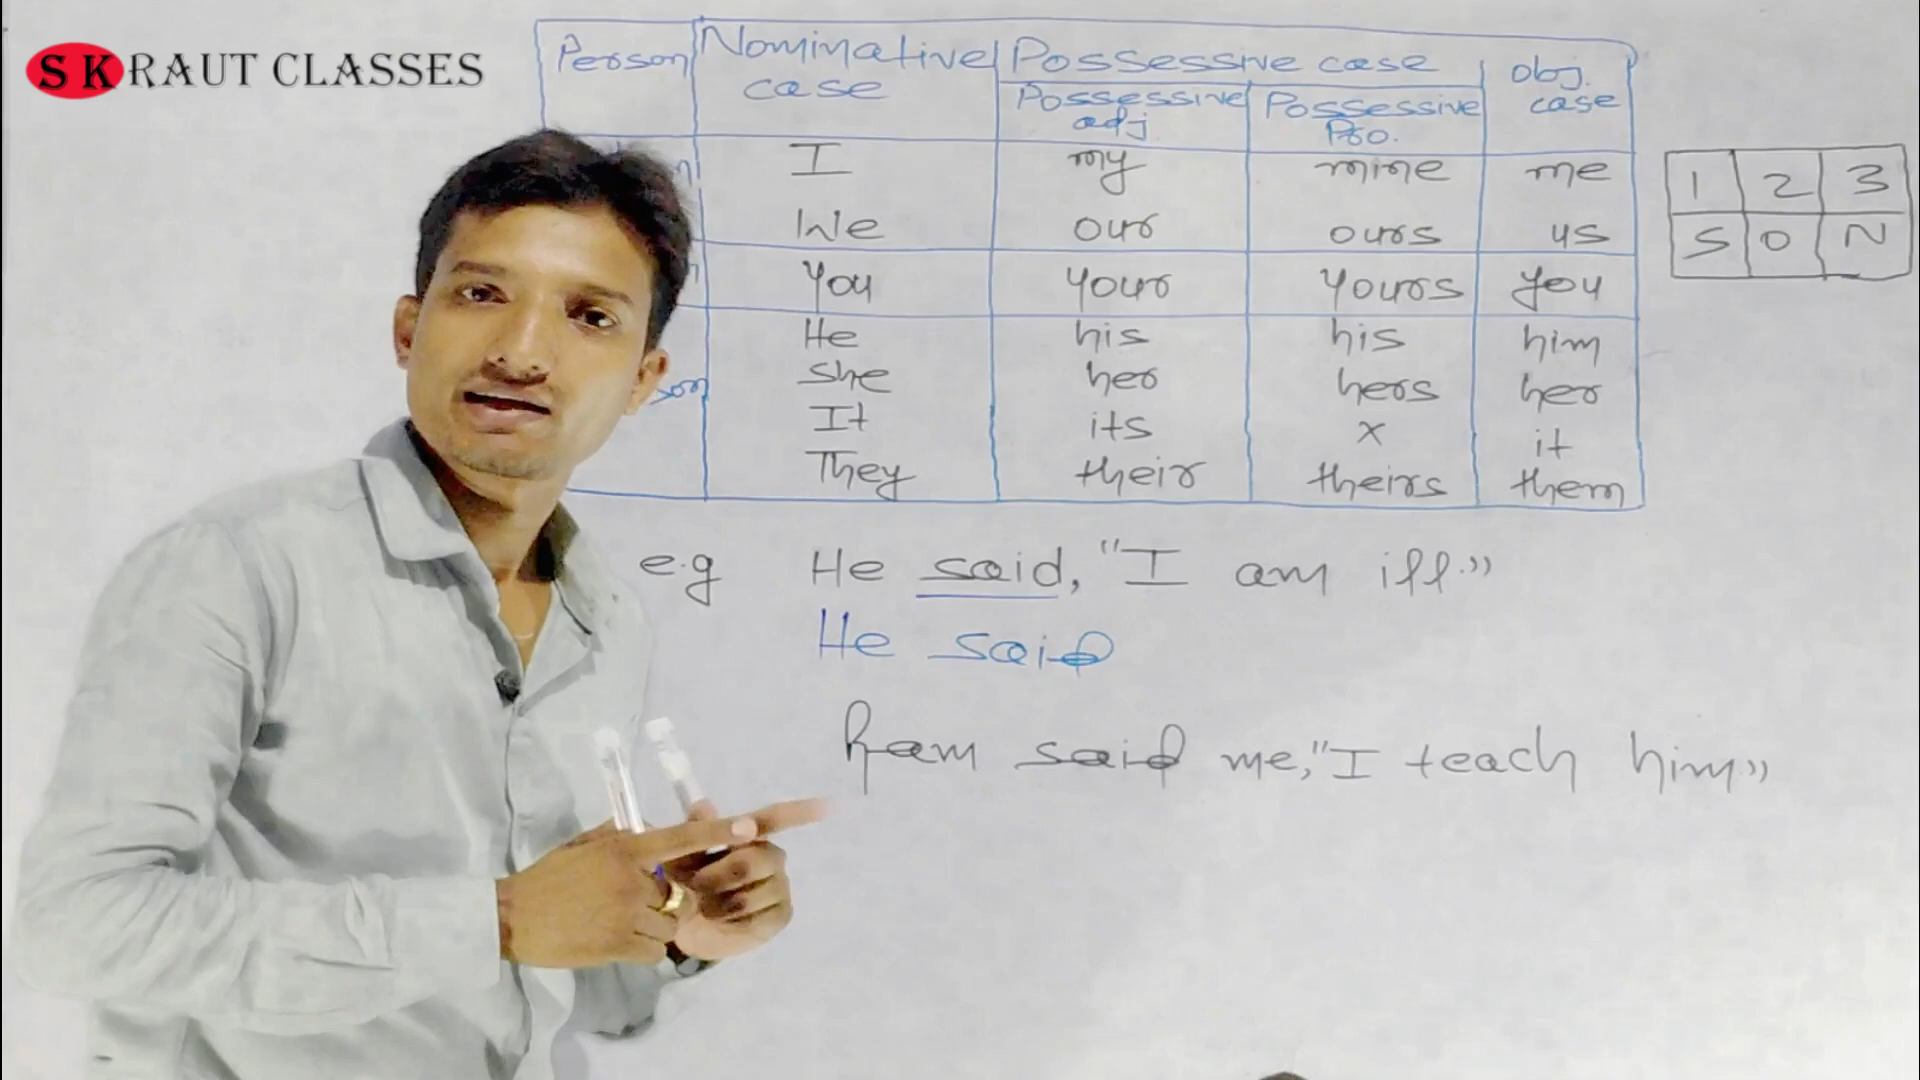 S K RAUT CLASSES
Person Nominative case Possessive case obj. case
Possessive adj. Possessive Pro.
I my mine me
We our ours us
You your yours you
He his his him
She her hers her
It its x it
They their theirs them
1 2 3
S O N
e.g He said, "I am ill."
He said
Ram said me, "I teach him"